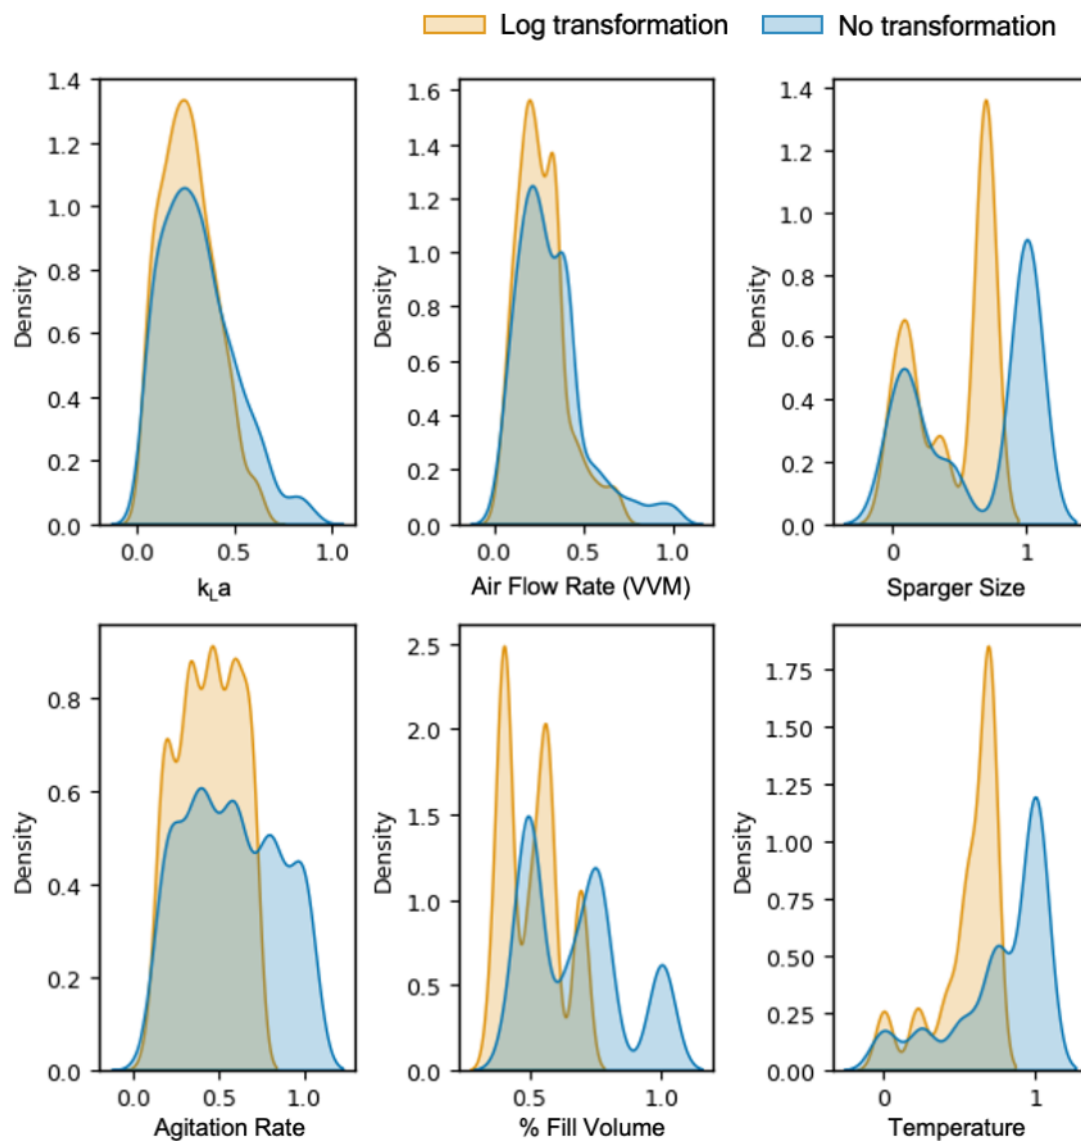 Log transformation No transformation
1.4
1.2
1.0
0.8
0.6
0.4
0.2
0.0
Density
0.0 0.5 1.0
kLa
1.6
1.4
1.2
1.0
0.8
0.6
0.4
0.2
0.0
Density
0.0 0.5 1.0
Air Flow Rate (VVM)
1.4
1.2
1.0
0.8
0.6
0.4
0.2
0.0
Density
0 1
Sparger Size
0.8
0.6
0.4
0.2
0.0
Density
0.0 0.5 1.0
Agitation Rate
2.5
2.0
1.5
1.0
0.5
0.0
Density
0.5 1.0
% Fill Volume
1.75
1.50
1.25
1.00
0.75
0.50
0.25
0.00
Density
0 1
Temperature